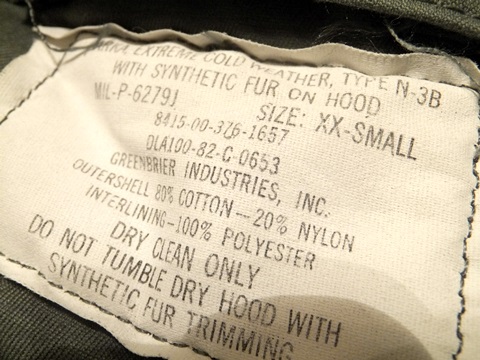 PARKA, EXTREME COLD WEATHER, TYPE N-3B
WITH SYNTHETIC FUR ON HOOD
MIL-P-6279J
SIZE: XX-SMALL
8415-00-376-1657
DLA100-82-C-0653
GREENBRIER INDUSTRIES, INC.
OUTERSHELL 80% COTTON—20% NYLON
INTERLINING-100% POLYESTER
DRY CLEAN ONLY
DO NOT TUMBLE DRY HOOD WITH
SYNTHETIC FUR TRIMMING